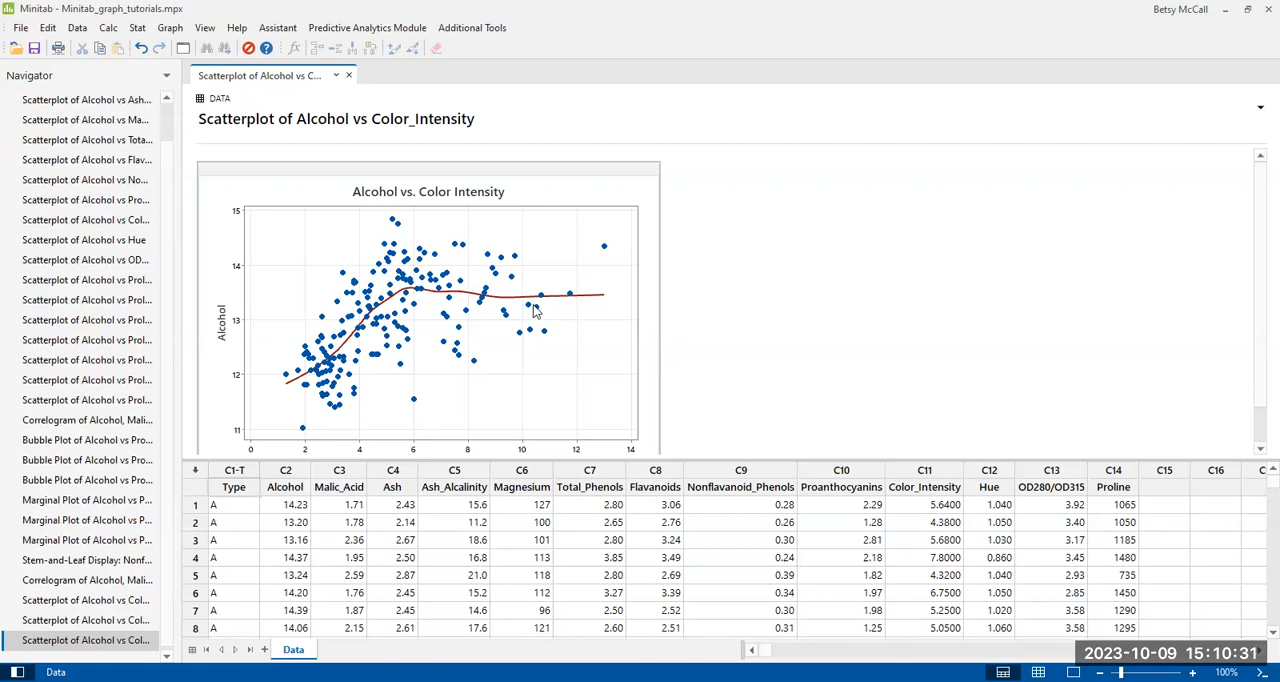 Minitab - Minitab_graph_tutorials.mpx
Betsy McCall
File Edit Data Calc Stat Graph View Help Assistant Predictive Analytics Module Additional Tools
Navigator
Scatterplot of Alcohol vs Ash...
Scatterplot of Alcohol vs Ma...
Scatterplot of Alcohol vs Tota...
Scatterplot of Alcohol vs Flav...
Scatterplot of Alcohol vs No...
Scatterplot of Alcohol vs Pro...
Scatterplot of Alcohol vs Col...
Scatterplot of Alcohol vs Hue
Scatterplot of Alcohol vs OD...
Scatterplot of Alcohol vs Prol...
Scatterplot of Alcohol vs Prol...
Scatterplot of Alcohol vs Prol...
Scatterplot of Alcohol vs Prol...
Scatterplot of Alcohol vs Prol...
Scatterplot of Alcohol vs Prol...
Scatterplot of Alcohol vs Prol...
Correlogram of Alcohol, Mali...
Bubble Plot of Alcohol vs Pro...
Bubble Plot of Alcohol vs Pro...
Bubble Plot of Alcohol vs Pro...
Marginal Plot of Alcohol vs P...
Marginal Plot of Alcohol vs P...
Marginal Plot of Alcohol vs P...
Stem-and-Leaf Display: Nonf...
Correlogram of Alcohol, Mali...
Scatterplot of Alcohol vs Col...
Scatterplot of Alcohol vs Col...
Scatterplot of Alcohol vs Col...
Scatterplot of Alcohol vs C...
DATA
Scatterplot of Alcohol vs Color_Intensity
Alcohol vs. Color Intensity
15
14
13
12
11
Alcohol
0 2 4 6 8 10 12 14
C1-T C2 C3 C4 C5 C6 C7 C8 C9 C10 C11 C12 C13 C14 C15 C16 C
Type Alcohol Malic_Acid Ash Ash_Alcalinity Magnesium Total_Phenols Flavanoids Nonflavanoid_Phenols Proanthocyanins Color_Intensity Hue OD280/OD315 Proline
1 A 14.23 1.71 2.43 15.6 127 2.80 3.06 0.28 2.29 5.6400 1.040 3.92 1065
2 A 13.20 1.78 2.14 11.2 100 2.65 2.76 0.26 1.28 4.3800 1.050 3.40 1050
3 A 13.16 2.36 2.67 18.6 101 2.80 3.24 0.30 2.81 5.6800 1.030 3.17 1185
4 A 14.37 1.95 2.50 16.8 113 3.85 3.49 0.24 2.18 7.8000 0.860 3.45 1480
5 A 13.24 2.59 2.87 21.0 118 2.80 2.69 0.39 1.82 4.3200 1.040 2.93 735
6 A 14.20 1.76 2.45 15.2 112 3.27 3.39 0.34 1.97 6.7500 1.050 2.85 1450
7 A 14.39 1.87 2.45 14.6 96 2.50 2.52 0.30 1.98 5.2500 1.020 3.58 1290
8 A 14.06 2.15 2.61 17.6 121 2.60 2.51 0.31 1.25 5.0500 1.060 3.58 1295
Data
2023-10-09 15:10:31
Data
100%